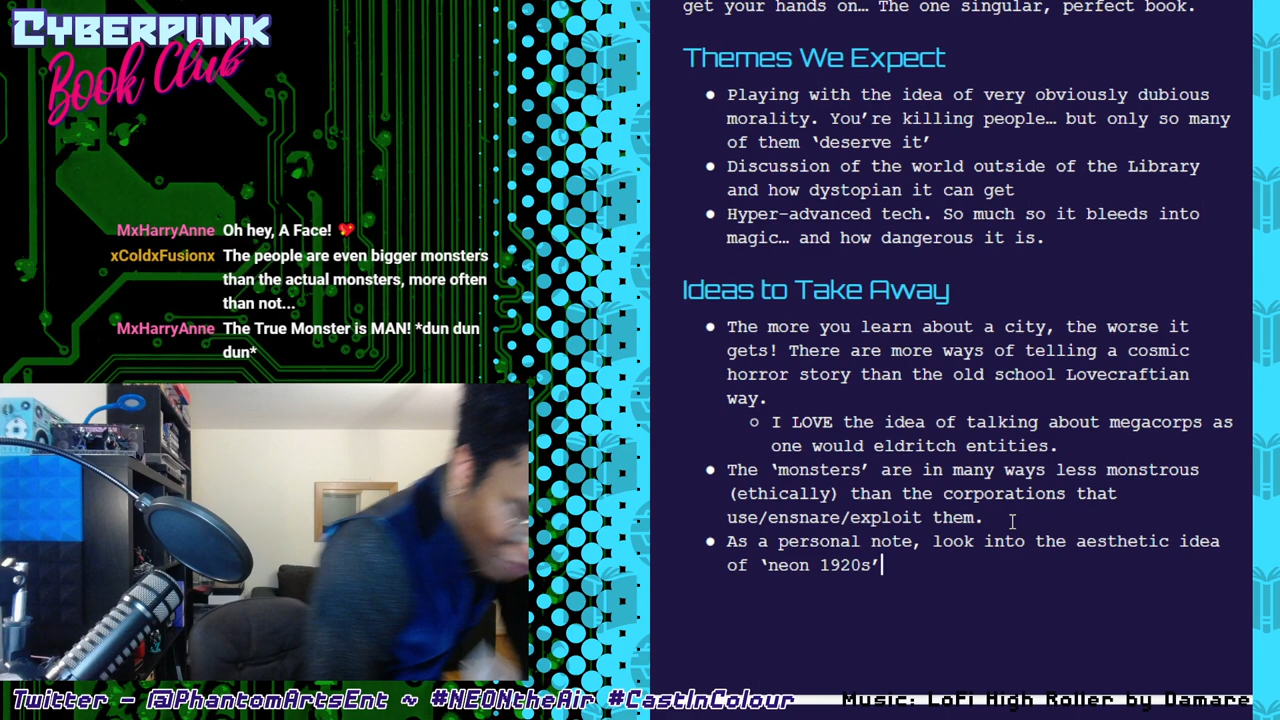 CYBERPUNK
Book Club
MxHarryAnne Oh hey, A Face! 💖
xColdxFusionx The people are even bigger monsters
than the actual monsters, more often
than not...
MxHarryAnne The True Monster is MAN! *dun dun
dun*
get your hands on… The one singular, perfect book.
Themes We Expect
● Playing with the idea of very obviously dubious
morality. You’re killing people… but only so many
of them ‘deserve it’
● Discussion of the world outside of the Library
and how dystopian it can get
● Hyper-advanced tech. So much so it bleeds into
magic… and how dangerous it is.
Ideas to Take Away
● The more you learn about a city, the worse it
gets! There are more ways of telling a cosmic
horror story than the old school Lovecraftian
way.
○ I LOVE the idea of talking about megacorps as
one would eldritch entities.
● The ‘monsters’ are in many ways less monstrous
(ethically) than the corporations that
use/ensnare/exploit them.
● As a personal note, look into the aesthetic idea
of ‘neon 1920s’
Twitter - @PhantomArtsEnt ~ #NEONtheAir #CastInColour
Music: LoFi High Roller by Damare